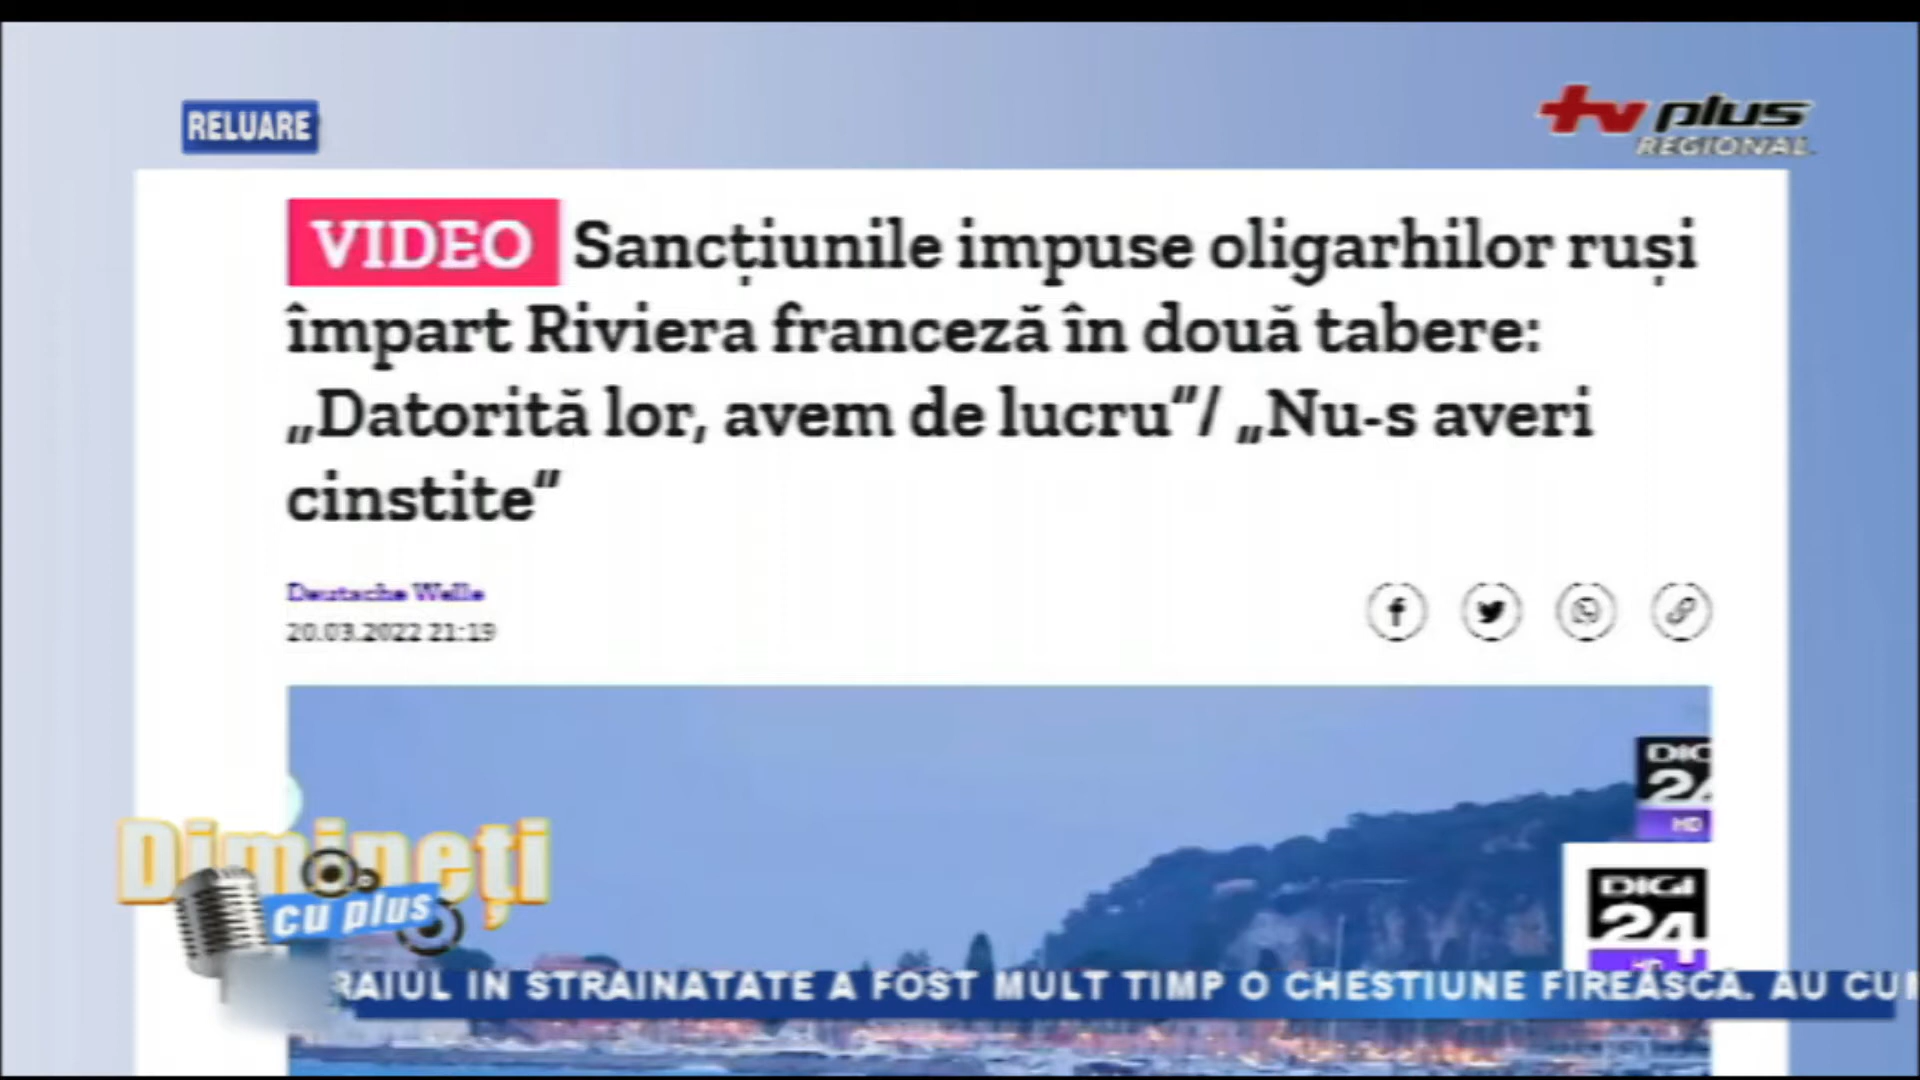 RELUARE
tv plus
REGIONAL
VIDEO Sancțiunile impuse oligarhilor ruși
împart Riviera franceză în două tabere:
„Datorită lor, avem de lucru”/ „Nu-s averi
cinstite”
Deutsche Welle
20.03.2022 21:19
DIGI
24
HD
Dimineți
cu plus
DIGI
24
RAIUL IN STRAINATATE A FOST MULT TIMP O CHESTIUNE FIREASCĂ. AU CUM